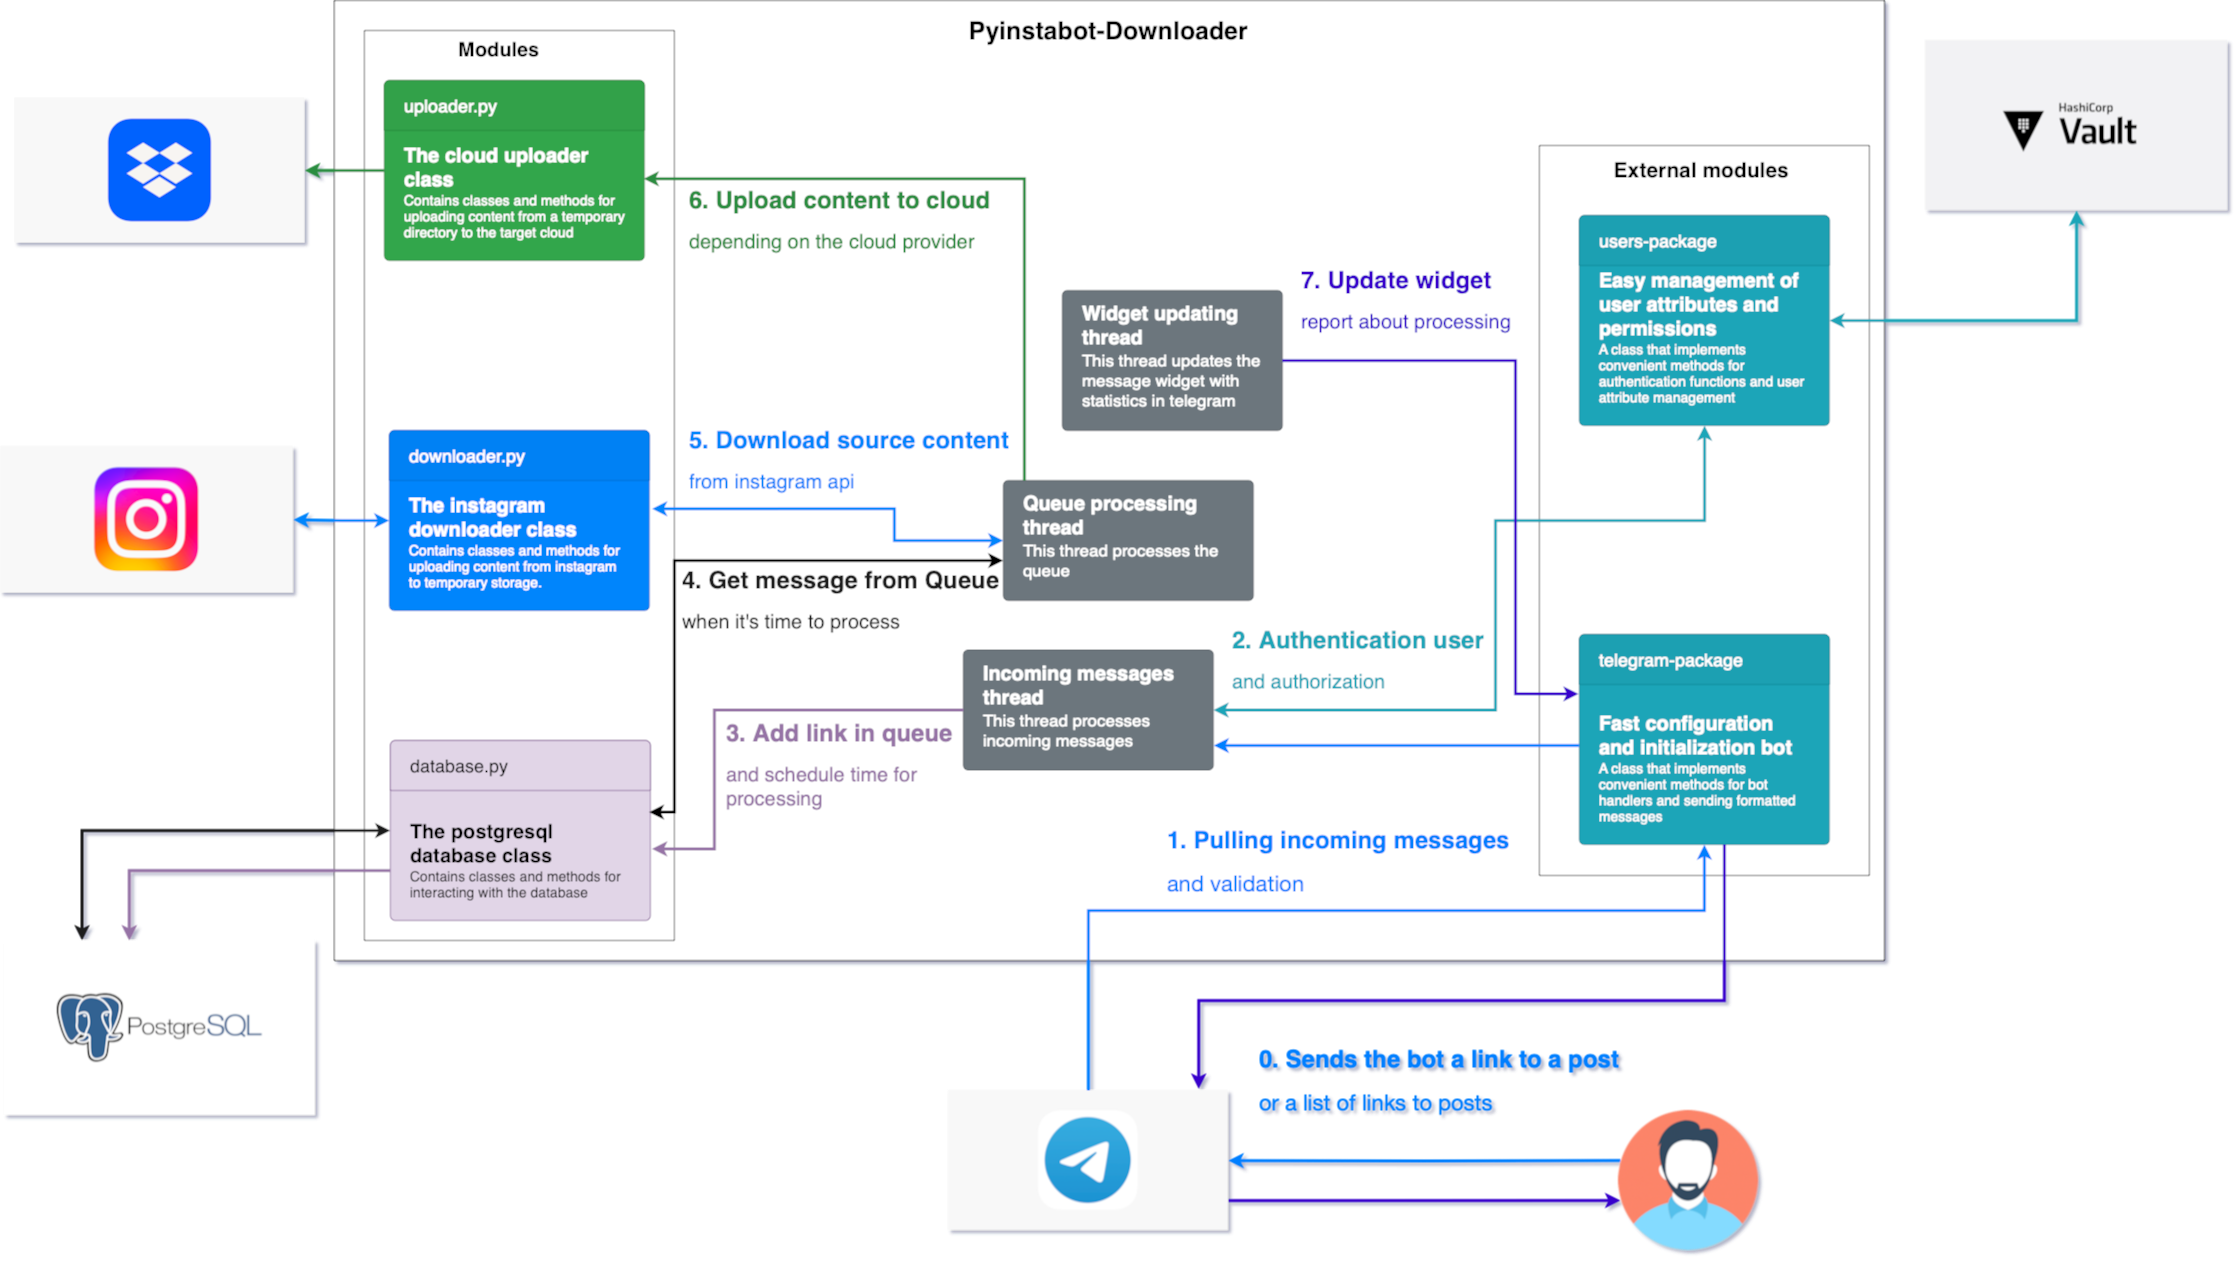 Pyinstabot-Downloader
Modules
uploader.py
The cloud uploader
class
Contains classes and methods for
uploading content from a temporary
directory to the target cloud
6. Upload content to cloud
depending on the cloud provider
downloader.py
The instagram
downloader class
Contains classes and methods for
uploading content from instagram
to temporary storage.
5. Download source content
from instagram api
4. Get message from Queue
when it's time to process
database.py
The postgresql
database class
Contains classes and methods for
interacting with the database
3. Add link in queue
and schedule time for
processing
PostgreSQL
Widget updating
thread
This thread updates the
message widget with
statistics in telegram
7. Update widget
report about processing
Queue processing
thread
This thread processes the
queue
Incoming messages
thread
This thread processes
incoming messages
2. Authentication user
and authorization
1. Pulling incoming messages
and validation
External modules
users-package
Easy management of
user attributes and
permissions
A class that implements
convenient methods for
authentication functions and user
attribute management
telegram-package
Fast configuration
and initialization bot
A class that implements
convenient methods for bot
handlers and sending formatted
messages
HashiCorp
Vault
0. Sends the bot a link to a post
or a list of links to posts